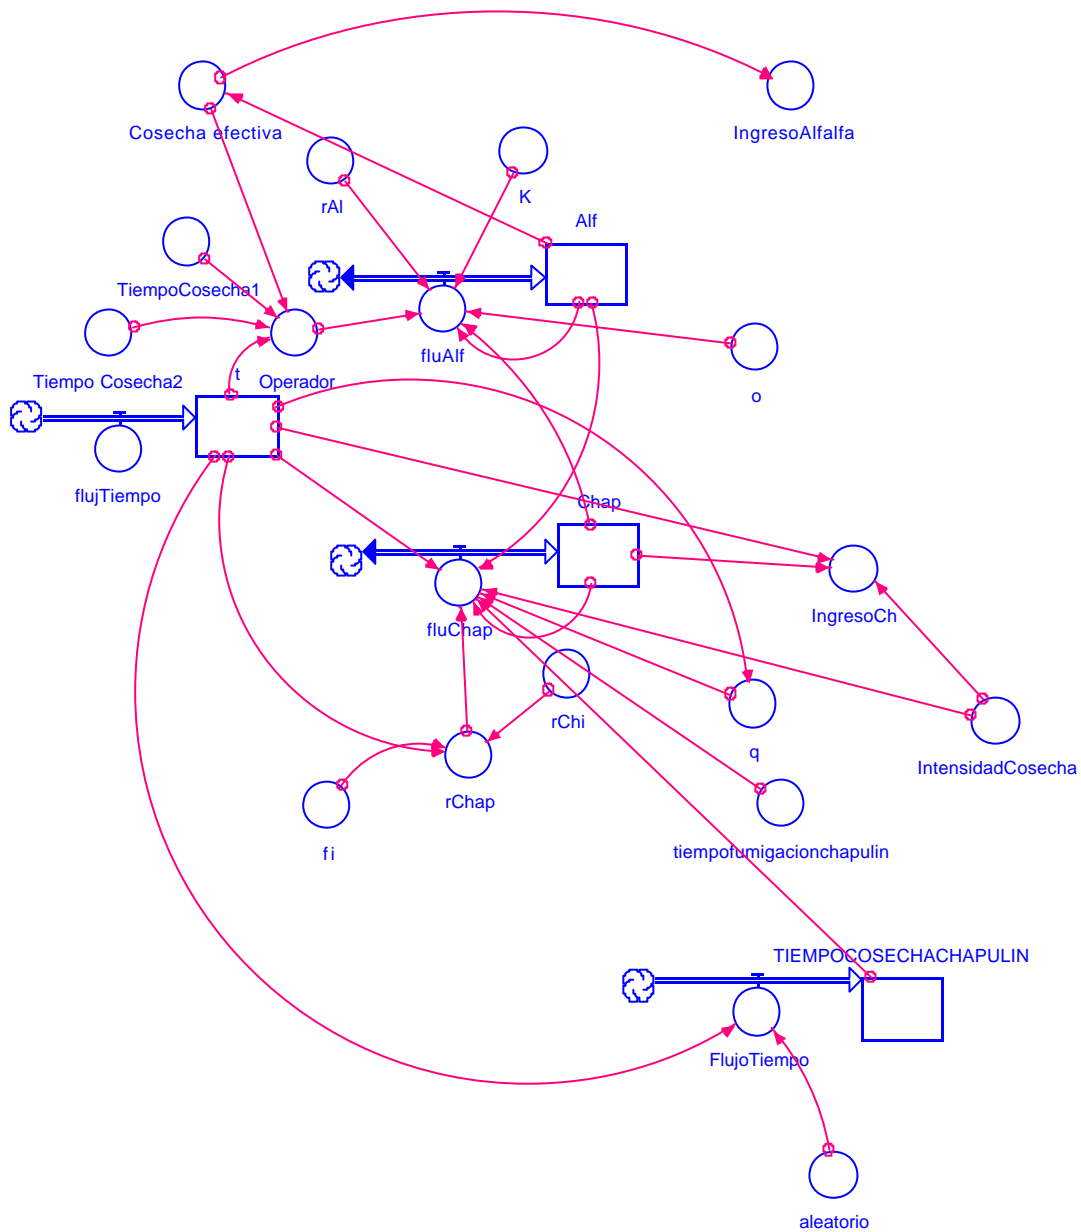 Cosecha efectiva
IngresoAlfalfa
rAl
K
Alf
TiempoCosecha1
fluAlf
Tiempo Cosecha2
t
Operador
o
flujTiempo
Chap
fluChap
IngresoCh
rChi
q
IntensidadCosecha
rChap
fi
tiempofumigacionchapulin
TIEMPOCOSECHACHAPULIN
FlujoTiempo
aleatorio